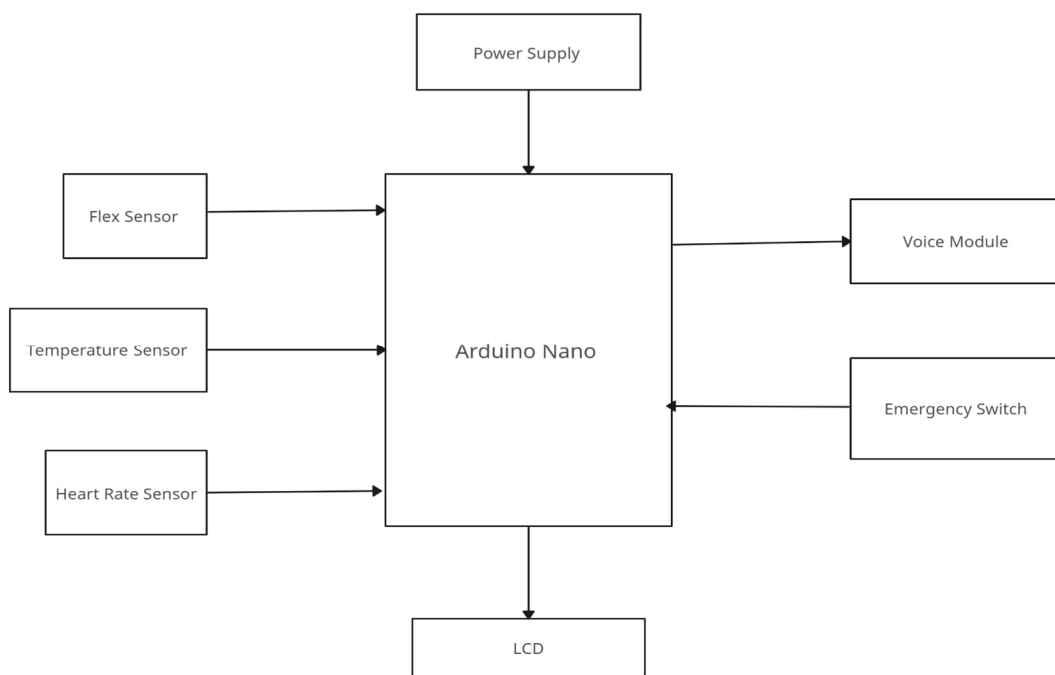 Power Supply
Flex Sensor
Voice Module
Temperature Sensor
Arduino Nano
Emergency Switch
Heart Rate Sensor
LCD